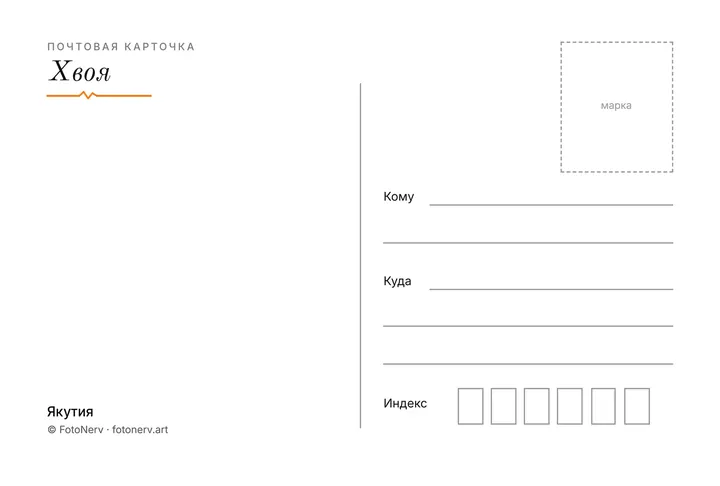 ПОЧТОВАЯ КАРТОЧКА
Хвоя
марка
Кому
Куда
Индекс
Якутия
© FotoNerv · fotonerv.art